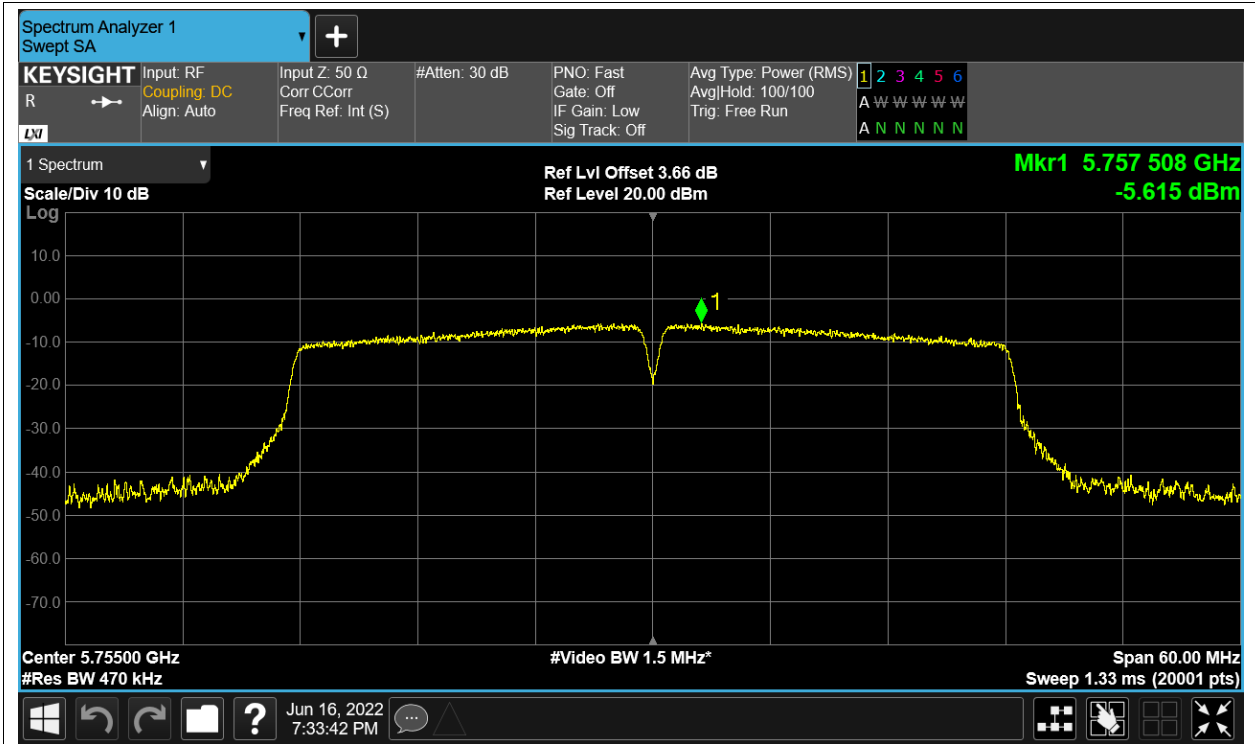 Spectrum Analyzer 1
Swept SA
KEYSIGHT Input: RF Input Z: 50 Ω #Atten: 30 dB PNO: Fast Avg Type: Power (RMS) 1 2 3 4 5 6
R Coupling: DC Corr CCorr Gate: Off Avg|Hold: 100/100 A W W W W W
Align: Auto Freq Ref: Int (S) IF Gain: Low Trig: Free Run
LXI Sig Track: Off A N N N N N
1 Spectrum Ref Lvl Offset 3.66 dB Mkr1 5.757 508 GHz
Scale/Div 10 dB Ref Level 20.00 dBm -5.615 dBm
Log
10.0
0.00
1
-10.0
-20.0
-30.0
-40.0
-50.0
-60.0
-70.0
Center 5.75500 GHz #Video BW 1.5 MHz* Span 60.00 MHz
#Res BW 470 kHz Sweep 1.33 ms (20001 pts)
? Jun 16, 2022
7:33:42 PM